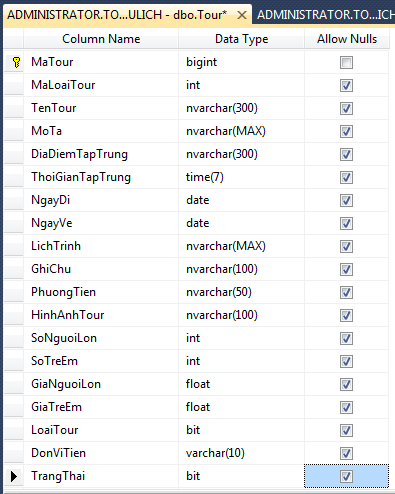 ADMINISTRATOR.TO...ULICH - dbo.Tour* ADMINISTRATOR.TO...ICH
Column Name Data Type Allow Nulls
MaTour bigint
MaLoaiTour int
TenTour nvarchar(300)
MoTa nvarchar(MAX)
DiaDiemTapTrung nvarchar(300)
ThoiGianTapTrung time(7)
NgayDi date
NgayVe date
LichTrinh nvarchar(MAX)
GhiChu nvarchar(100)
PhuongTien nvarchar(50)
HinhAnhTour nvarchar(100)
SoNguoiLon int
SoTreEm int
GiaNguoiLon float
GiaTreEm float
LoaiTour bit
DonViTien varchar(10)
TrangThai bit